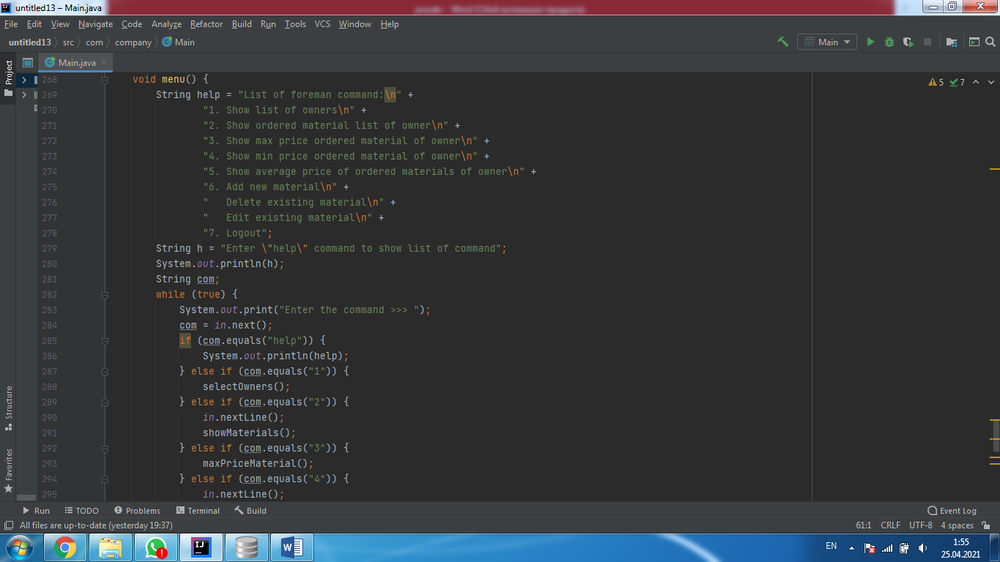 untitled13 – Main.java
File Edit View Navigate Code Analyze Refactor Build Run Tools VCS Window Help
untitled13 src com company Main Main
Main.java
Project
5 7
268 void menu() {
269 String help = "List of foreman command:\n" +
270 "1. Show list of owners\n" +
271 "2. Show ordered material list of owner\n" +
272 "3. Show max price ordered material of owner\n" +
273 "4. Show min price ordered material of owner\n" +
274 "5. Show average price of ordered materials of owner\n" +
275 "6. Add new material\n" +
276 "   Delete existing material\n" +
277 "   Edit existing material\n" +
278 "7. Logout";
279 String h = "Enter \"help\" command to show list of command";
280 System.out.println(h);
281 String com;
282 while (true) {
283 System.out.print("Enter the command >>> ");
284 com = in.next();
285 if (com.equals("help")) {
286 System.out.println(help);
287 } else if (com.equals("1")) {
288 selectOwners();
289 } else if (com.equals("2")) {
290 in.nextLine();
291 showMaterials();
292 } else if (com.equals("3")) {
293 maxPriceMaterial();
294 } else if (com.equals("4")) {
295 in.nextLine();
Structure
Favorites
Run TODO Problems Terminal Build Event Log
All files are up-to-date (yesterday 19:37) 61:1 CRLF UTF-8 4 spaces
EN 1:55
25.04.2021